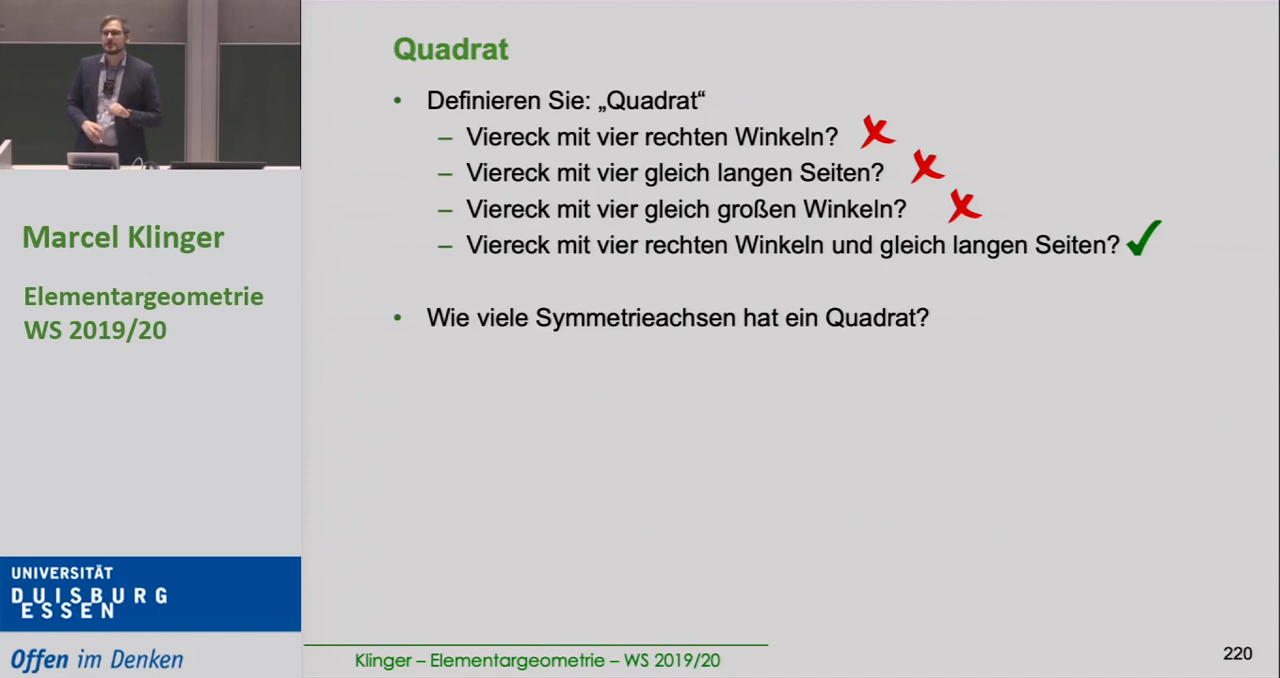 Quadrat
• Definieren Sie: „Quadrat“
– Viereck mit vier rechten Winkeln?
– Viereck mit vier gleich langen Seiten?
– Viereck mit vier gleich großen Winkeln?
– Viereck mit vier rechten Winkeln und gleich langen Seiten?
• Wie viele Symmetrieachsen hat ein Quadrat?
Marcel Klinger
Elementargeometrie
WS 2019/20
UNIVERSITÄT
DUISBURG
ESSEN
Offen im Denken
Klinger – Elementargeometrie – WS 2019/20
220